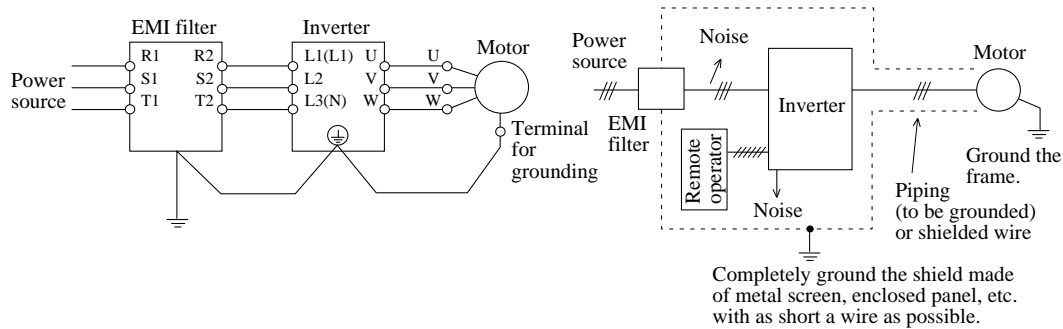 EMI filter
Inverter
R1 R2
S1 S2
T1 T2
L1(L1) U
L2 V
L3(N) W
U
V
W
Motor
Power
source
Terminal
for
grounding
Power
source
Noise
Motor
EMI
filter
Inverter
Remote
operator
Noise
Ground the
frame.
Piping
(to be grounded)
or shielded wire
Completely ground the shield made
of metal screen, enclosed panel, etc.
with as short a wire as possible.